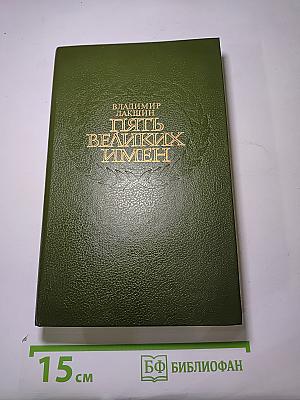 ВЛАДИМИР
ЛАКШИН
ПЯТЬ
ВЕЛИКИХ
ИМЕН
15 см
БФ БИБЛИОФАН